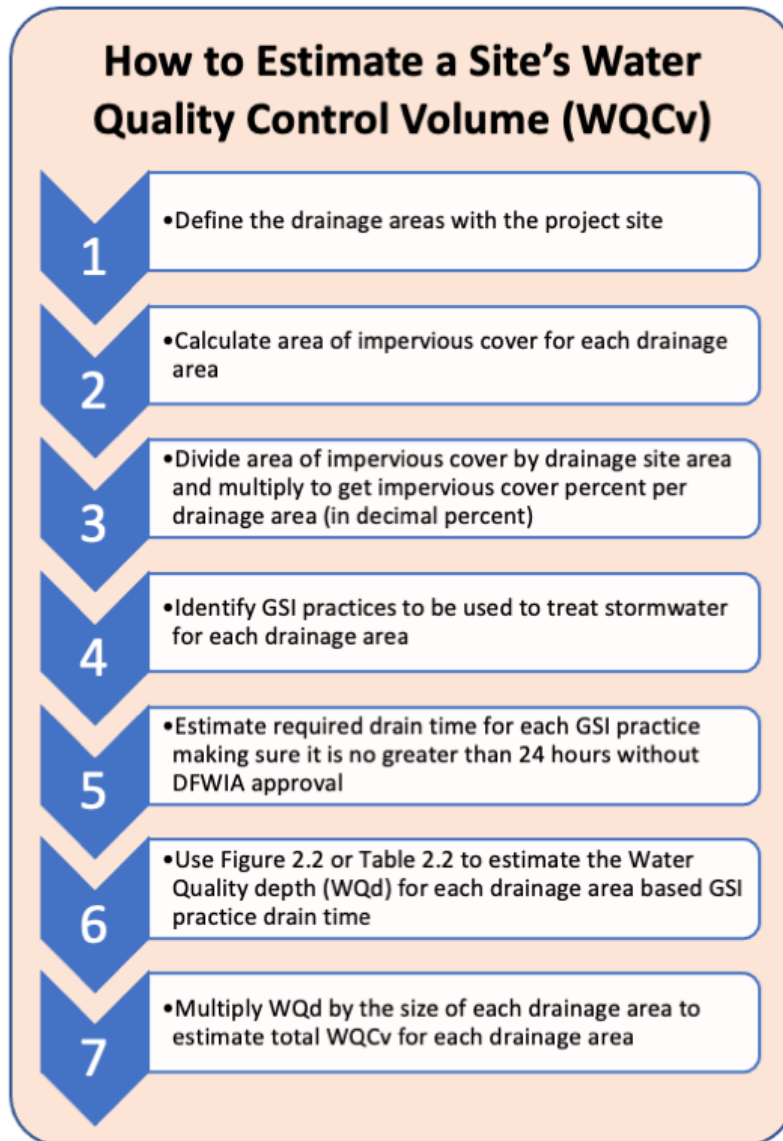 How to Estimate a Site's Water
Quality Control Volume (WQCv)
1
•Define the drainage areas with the project site
2
•Calculate area of impervious cover for each drainage
area
3
•Divide area of impervious cover by drainage site area
and multiply to get impervious cover percent per
drainage area (in decimal percent)
4
•Identify GSI practices to be used to treat stormwater
for each drainage area
5
•Estimate required drain time for each GSI practice
making sure it is no greater than 24 hours without
DFWIA approval
6
•Use Figure 2.2 or Table 2.2 to estimate the Water
Quality depth (WQd) for each drainage area based GSI
practice drain time
7
•Multiply WQd by the size of each drainage area to
estimate total WQCv for each drainage area